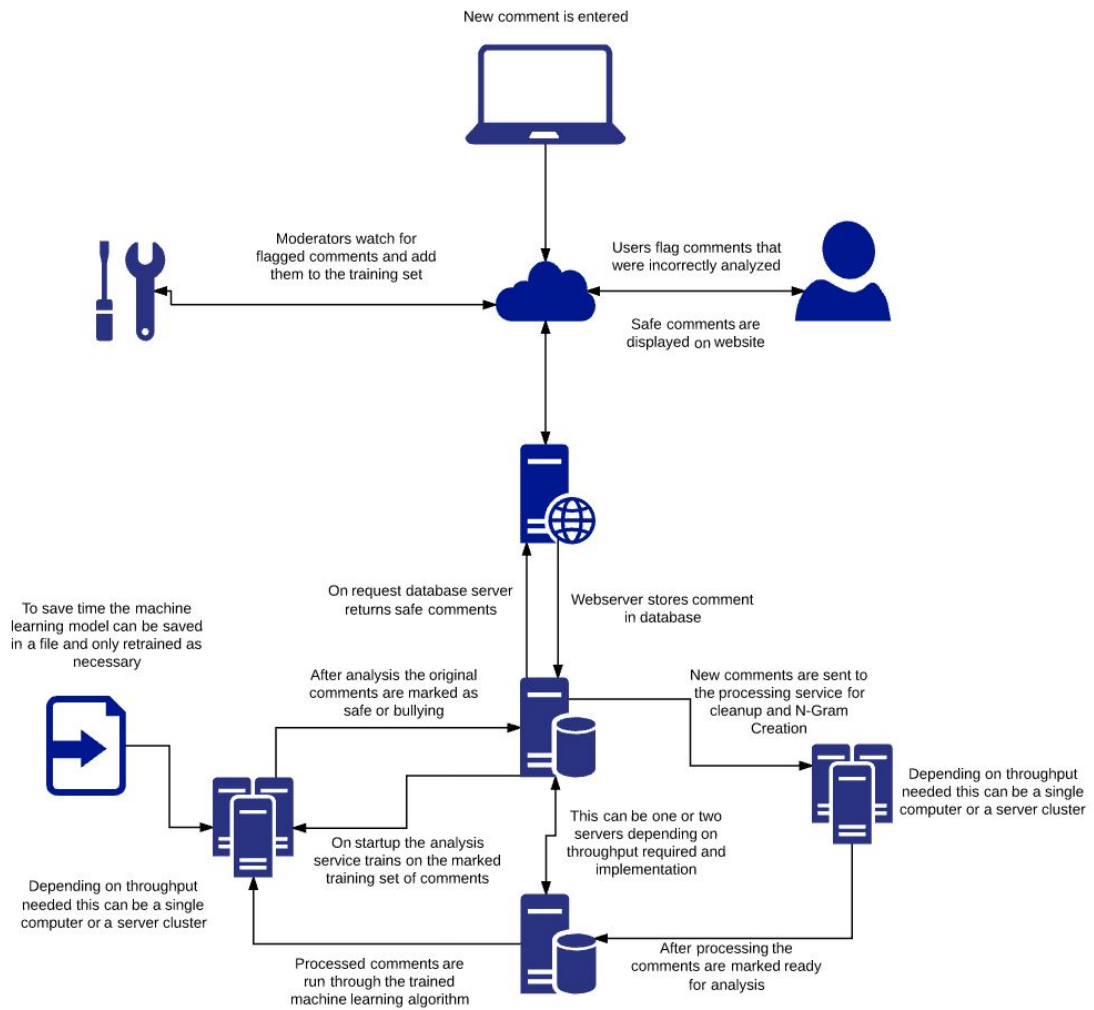 New comment is entered
Moderators watch for
flagged comments and add
them to the training set
Users flag comments that
were incorrectly analyzed
Safe comments are
displayed on website
On request database server
returns safe comments
Webserver stores comment
in database
To save time the machine
learning model can be saved
in a file and only retrained as
necessary
After analysis the original
comments are marked as
safe or bullying
New comments are sent to
the processing service for
cleanup and N-Gram
Creation
Depending on throughput
needed this can be a single
computer or a server cluster
On startup the analysis
service trains on the marked
training set of comments
This can be one or two
servers depending on
throughput required and
implementation
Depending on throughput
needed this can be a single
computer or a server cluster
Processed comments are
run through the trained
machine learning algorithm
After processing the
comments are marked ready
for analysis